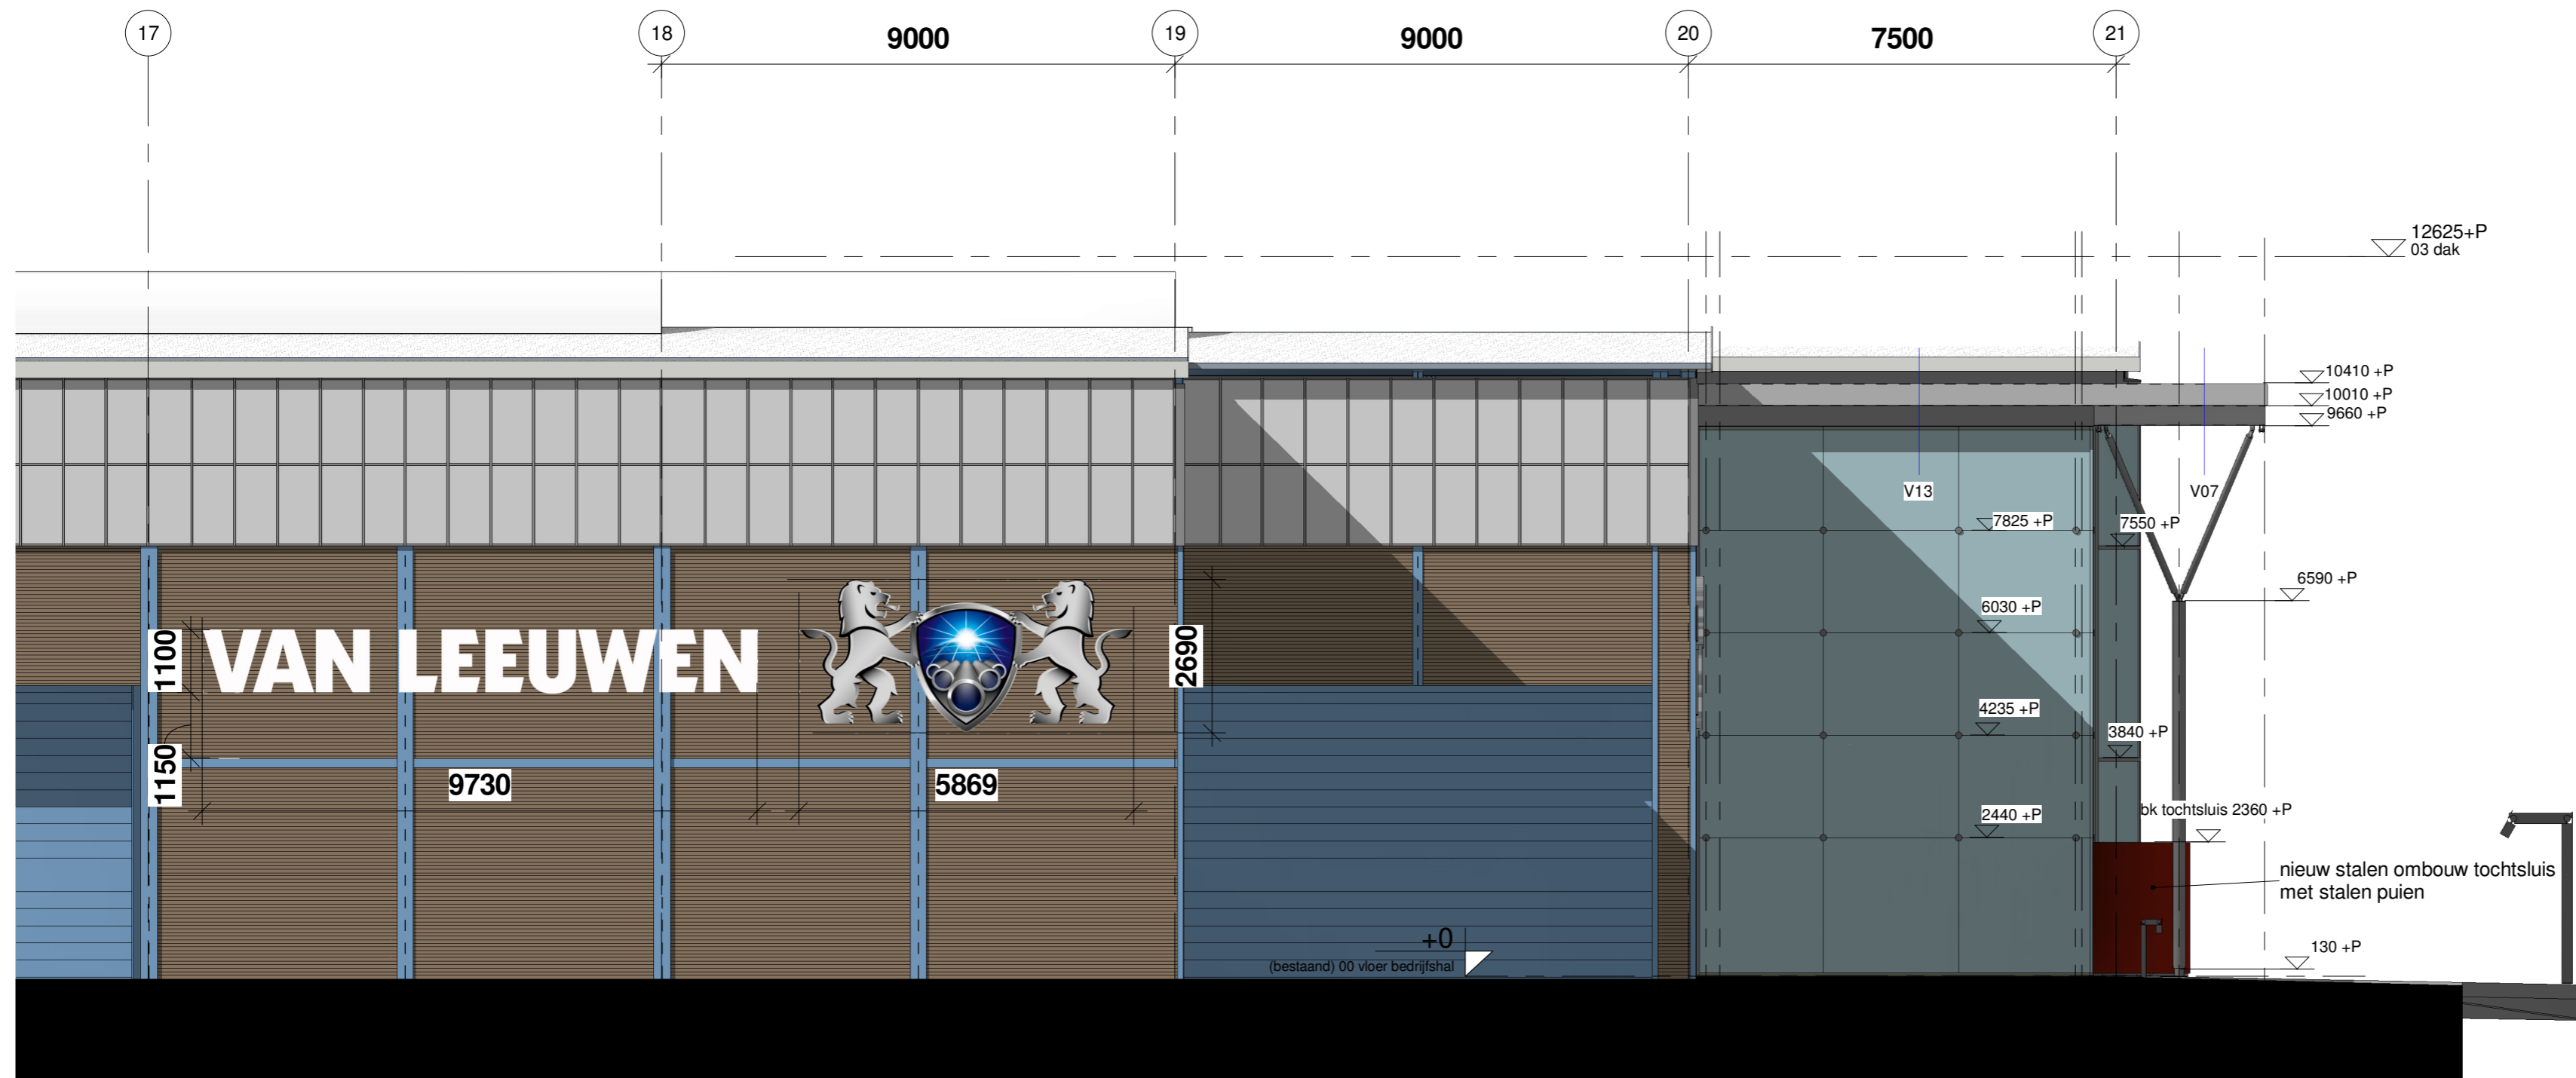 17
18
9000
19
9000
20
7500
21
12625+P
03 dak
10410 +P
10010 +P
9660 +P
V13
V07
7825 +P
7550 +P
6590 +P
6030 +P
1100
VAN LEEUWEN
2690
4235 +P
3840 +P
1150
9730
5869
2440 +P
bk tochtsluis 2360 +P
nieuw stalen ombouw tochtsluis
met stalen puien
+0
(bestaand) 00 vloer bedrijfshal
130 +P